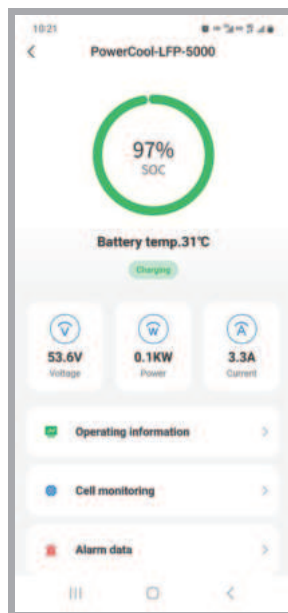 10:21
PowerCool-LFP-5000
97%
SOC
Battery temp.31℃
Charging
V W A
53.6V 0.1KW 3.3A
Voltage Power Current
Operating information
Cell monitoring
Alarm data